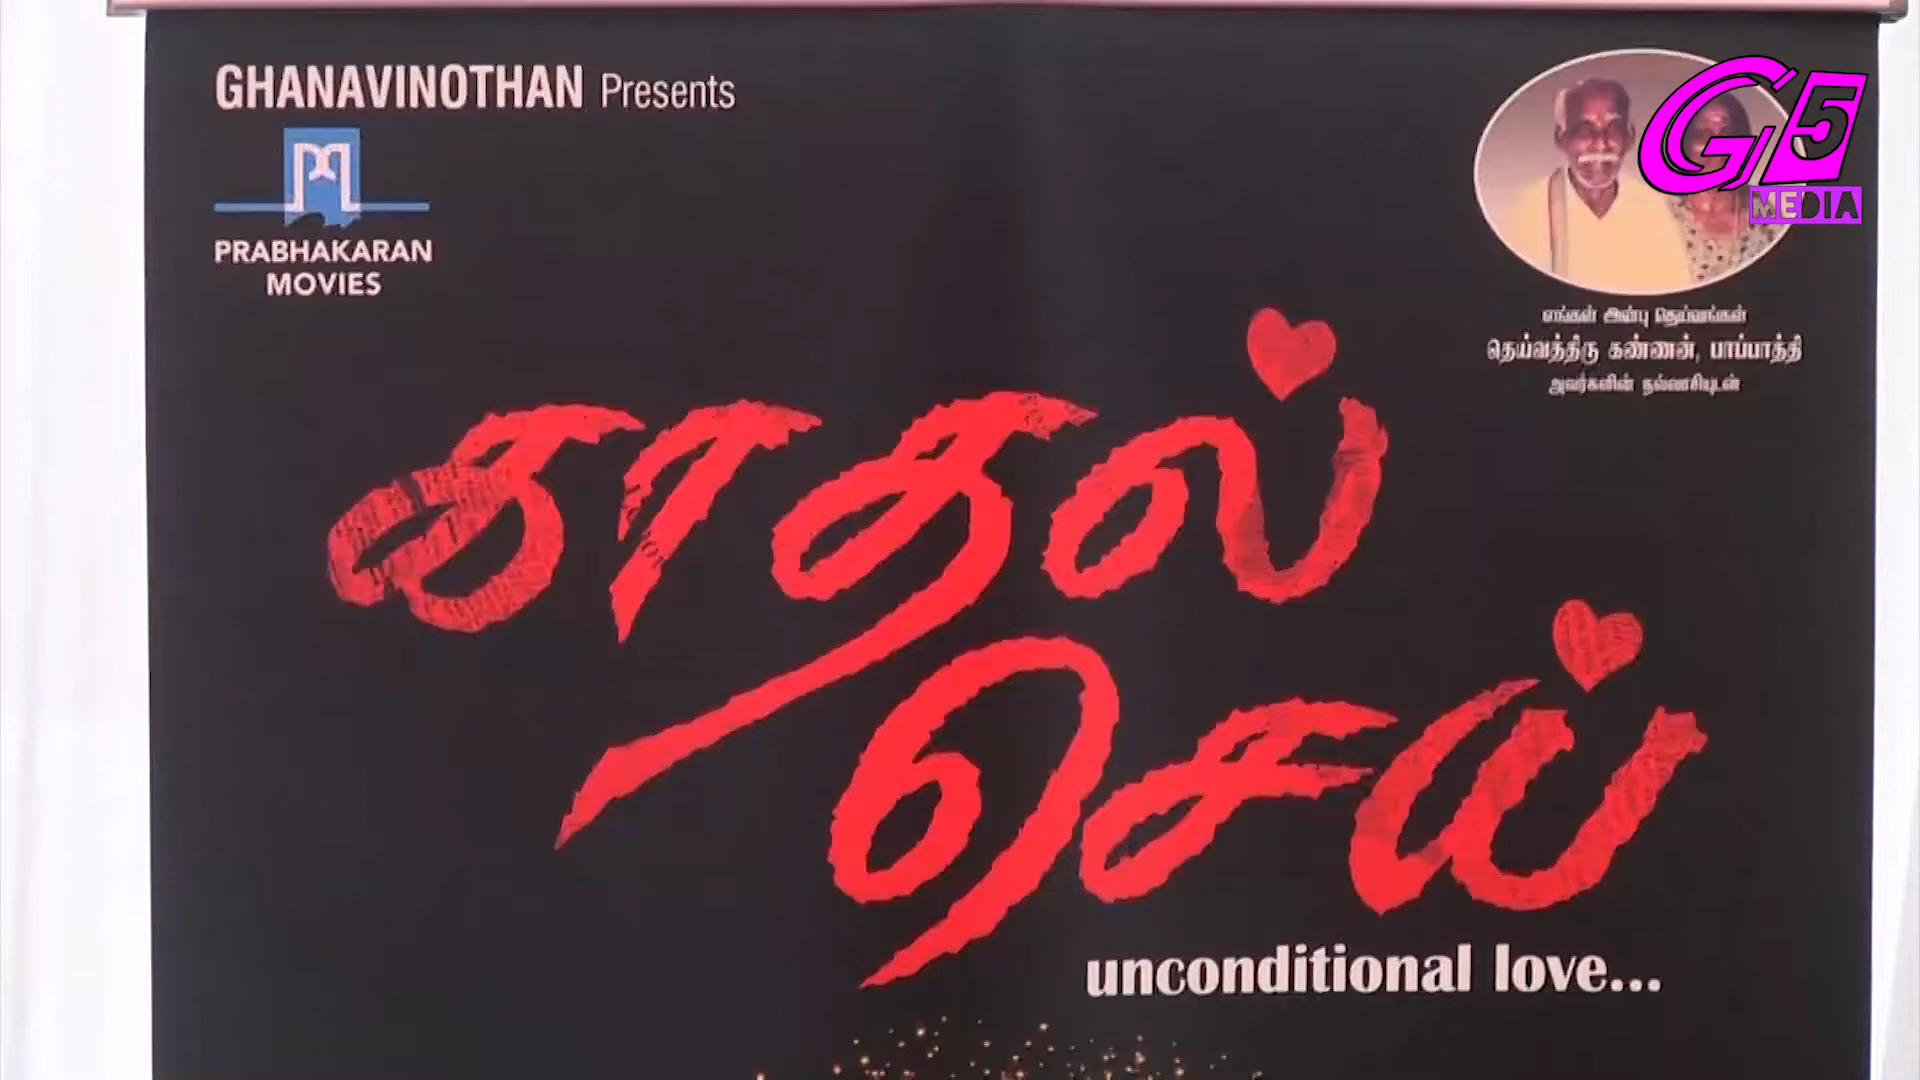 GHANAVINOTHAN Presents
PRABHAKARAN
MOVIES
G5
MEDIA
எங்கள் அன்பு தெய்வங்கள்
தெய்வத்திரு கண்ணன், பாப்பாத்தி
அவர்களின் நல்லாசியுடன்
காதல்
செய்
unconditional love...